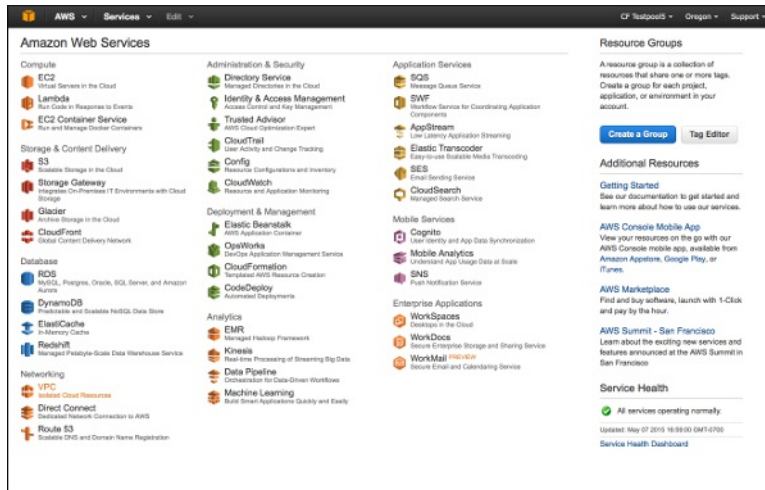 AWS Services Edit CF Testpool5 Oregon Support
Amazon Web Services
Compute
EC2
Virtual Servers in the Cloud
Lambda
Run Code in Response to Events
EC2 Container Service
Run and Manage Docker Containers
Storage & Content Delivery
S3
Scalable Storage in the Cloud
Storage Gateway
Integrates On-Premises IT Environments with Cloud
Storage
Glacier
Archive Storage in the Cloud
CloudFront
Global Content Delivery Network
Database
RDS
MySQL, Postgres, Oracle, SQL Server, and Amazon
Aurora
DynamoDB
Predictable and Scalable NoSQL Data Store
ElastiCache
In-Memory Cache
Redshift
Managed Petabyte-Scale Data Warehouse Service
Networking
VPC
Isolated Cloud Resources
Direct Connect
Dedicated Network Connection to AWS
Route 53
Scalable DNS and Domain Name Registration
Administration & Security
Directory Service
Managed Directories in the Cloud
Identity & Access Management
Access Control and Key Management
Trusted Advisor
AWS Cloud Optimization Expert
CloudTrail
User Activity and Change Tracking
Config
Resource Configurations and Inventory
CloudWatch
Resource and Application Monitoring
Deployment & Management
Elastic Beanstalk
AWS Application Container
OpsWorks
DevOps Application Management Service
CloudFormation
Templated AWS Resource Creation
CodeDeploy
Automated Deployments
Analytics
EMR
Managed Hadoop Framework
Kinesis
Real-time Processing of Streaming Big Data
Data Pipeline
Orchestration for Data-Driven Workflows
Machine Learning
Build Smart Applications Quickly and Easily
Application Services
SQS
Message Queue Service
SWF
Workflow Service for Coordinating Application
Components
AppStream
Low Latency Application Streaming
Elastic Transcoder
Easy-to-use Scalable Media Transcoding
SES
Email Sending Service
CloudSearch
Managed Search Service
Mobile Services
Cognito
User Identity and App Data Synchronization
Mobile Analytics
Understand App Usage Data at Scale
SNS
Push Notification Service
Enterprise Applications
WorkSpaces
Desktops in the Cloud
WorkDocs
Secure Enterprise Storage and Sharing Service
WorkMail PREVIEW
Secure Email and Calendaring Service
Resource Groups
A resource group is a collection of
resources that share one or more tags.
Create a group for each project,
application, or environment in your
account.
Create a Group Tag Editor
Additional Resources
Getting Started
See our documentation to get started and
learn more about how to use our services.
AWS Console Mobile App
View your resources on the go with our
AWS Console mobile app, available from
Amazon Appstore, Google Play, or
iTunes.
AWS Marketplace
Find and buy software, launch with 1-Click
and pay by the hour.
AWS Summit - San Francisco
Learn about the exciting new services and
features announced at the AWS Summit in
San Francisco
Service Health
All services operating normally.
Updated: May 07 2015 16:59:00 GMT-0700
Service Health Dashboard